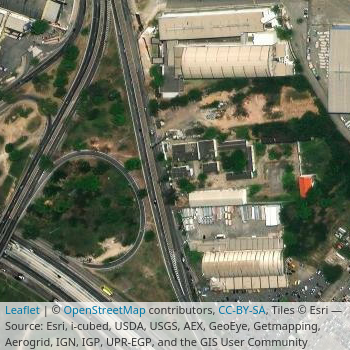 Leaflet | © OpenStreetMap contributors, CC-BY-SA, Tiles © Esri —
Source: Esri, i-cubed, USDA, USGS, AEX, GeoEye, Getmapping,
Aerogrid, IGN, IGP, UPR-EGP, and the GIS User Community